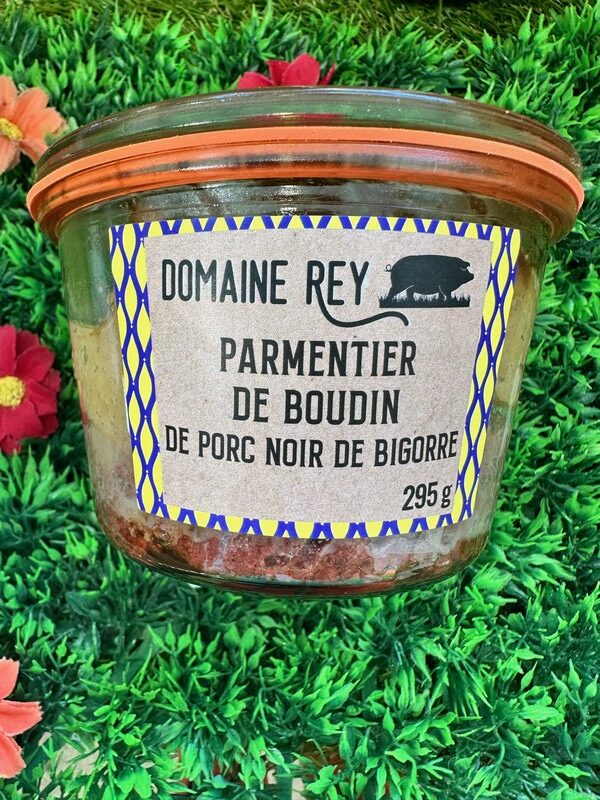 DOMAINE REY
PARMENTIER
DE BOUDIN
DE PORC NOIR DE BIGORRE
295 g